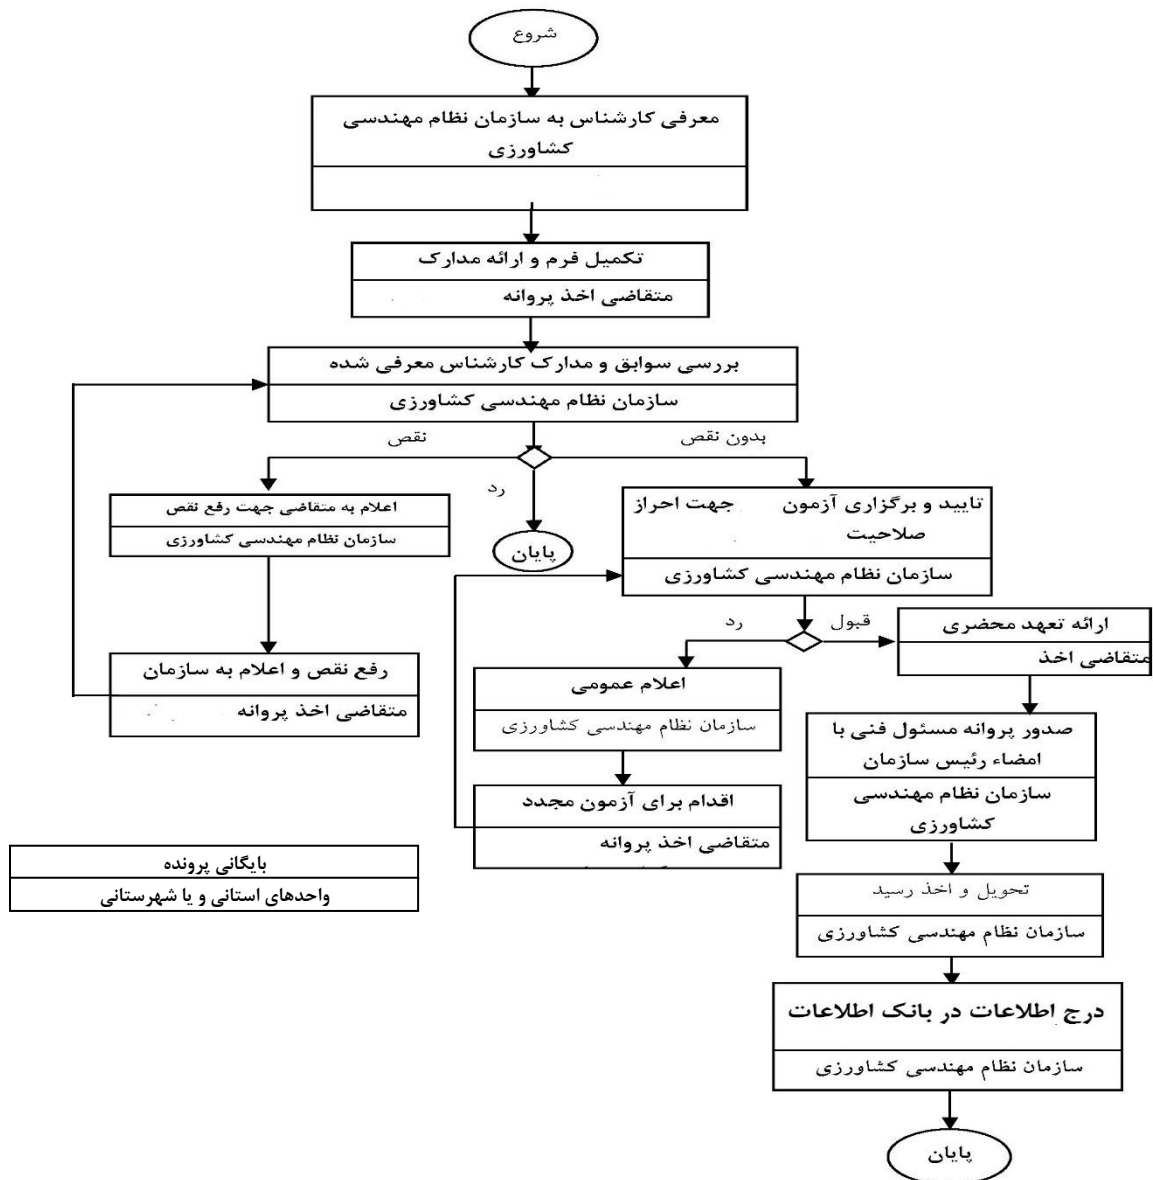 شروع
معرفی کارشناس به سازمان نظام مهندسی
کشاورزی
تکمیل فرم و ارائه مدارک
متقاضی اخذ پروانه
بررسی سوابق و مدارک کارشناس معرفی شده
سازمان نظام مهندسی کشاورزی
بدون نقص
نقص
رد
اعلام به متقاضی جهت رفع نقص
سازمان نظام مهندسی کشاورزی
پایان
تایید و برگزاری آزمون جهت احراز
صلاحیت
سازمان نظام مهندسی کشاورزی
قبول
رد
ارائه تعهد محضری
متقاضی اخذ
رفع نقص و اعلام به سازمان
متقاضی اخذ پروانه
اعلام عمومی
سازمان نظام مهندسی کشاورزی
صدور پروانه مسئول فنی با
امضاء رئیس سازمان
سازمان نظام مهندسی
کشاورزی
اقدام برای آزمون مجدد
متقاضی اخذ پروانه
بایگانی پرونده
واحدهای استانی و یا شهرستانی
تحویل و اخذ رسید
سازمان نظام مهندسی کشاورزی
درج اطلاعات در بانک اطلاعات
سازمان نظام مهندسی کشاورزی
پایان